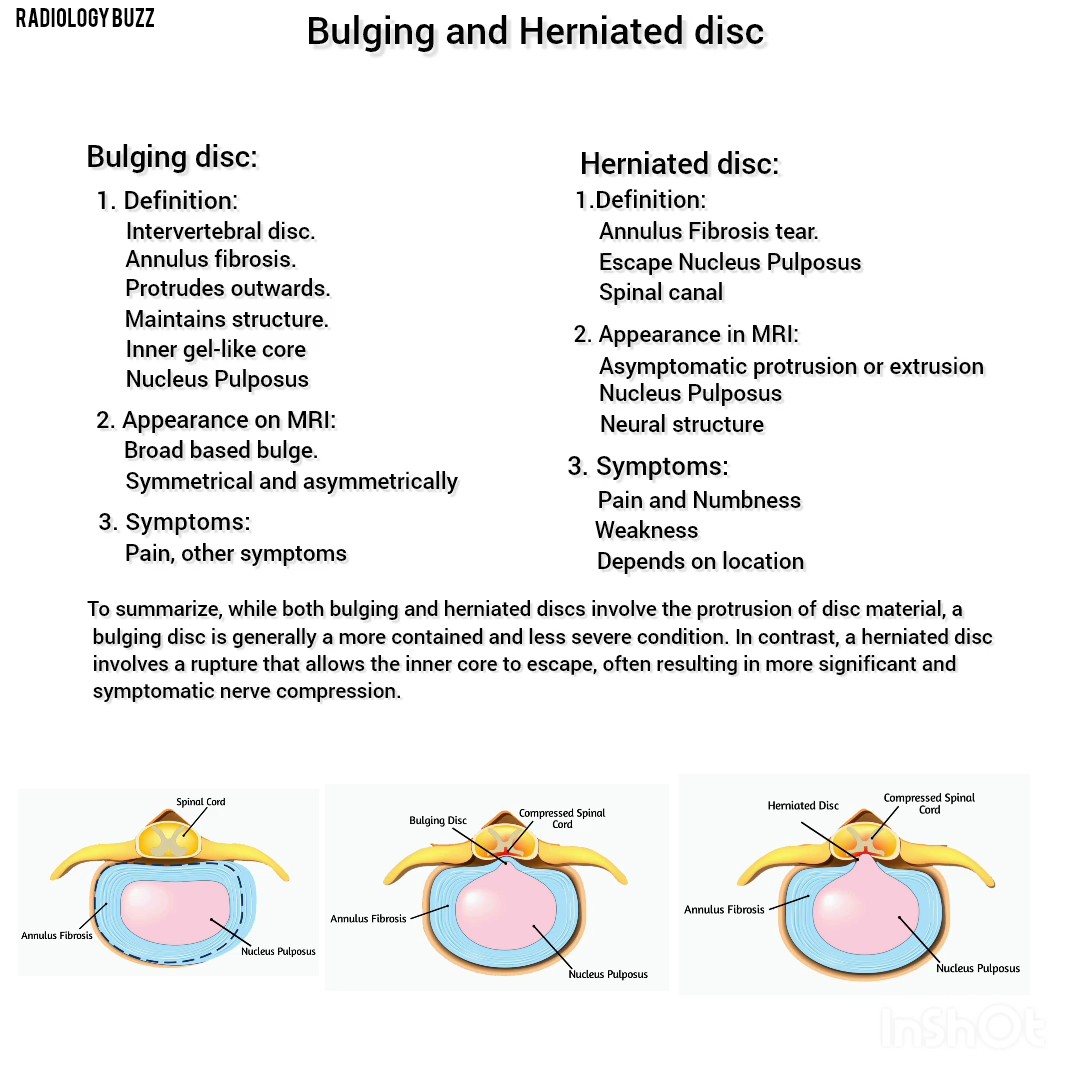 RADIOLOGY BUZZ
Bulging and Herniated disc
Bulging disc:
1. Definition:
Intervertebral disc.
Annulus fibrosis.
Protrudes outwards.
Maintains structure.
Inner gel-like core
Nucleus Pulposus
2. Appearance on MRI:
Broad based bulge.
Symmetrical and asymmetrically
3. Symptoms:
Pain, other symptoms
Herniated disc:
1.Definition:
Annulus Fibrosis tear.
Escape Nucleus Pulposus
Spinal canal
2. Appearance in MRI:
Asymptomatic protrusion or extrusion
Nucleus Pulposus
Neural structure
3. Symptoms:
Pain and Numbness
Weakness
Depends on location
To summarize, while both bulging and herniated discs involve the protrusion of disc material, a
bulging disc is generally a more contained and less severe condition. In contrast, a herniated disc
involves a rupture that allows the inner core to escape, often resulting in more significant and
symptomatic nerve compression.
Spinal Cord
Annulus Fibrosis
Nucleus Pulposus
Bulging Disc
Compressed Spinal
Cord
Annulus Fibrosis
Nucleus Pulposus
Herniated Disc
Compressed Spinal
Cord
Annulus Fibrosis
Nucleus Pulposus
InShOt